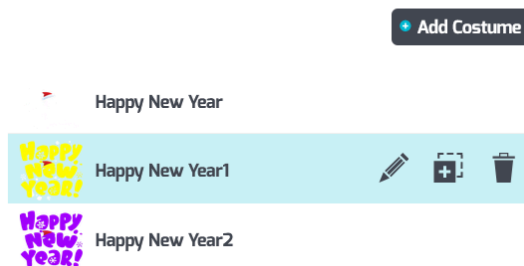 Add Costume
Happy New Year
HAPPY
NEW
YEAR!
Happy New Year1
HAPPY
NEW
YEAR!
Happy New Year2